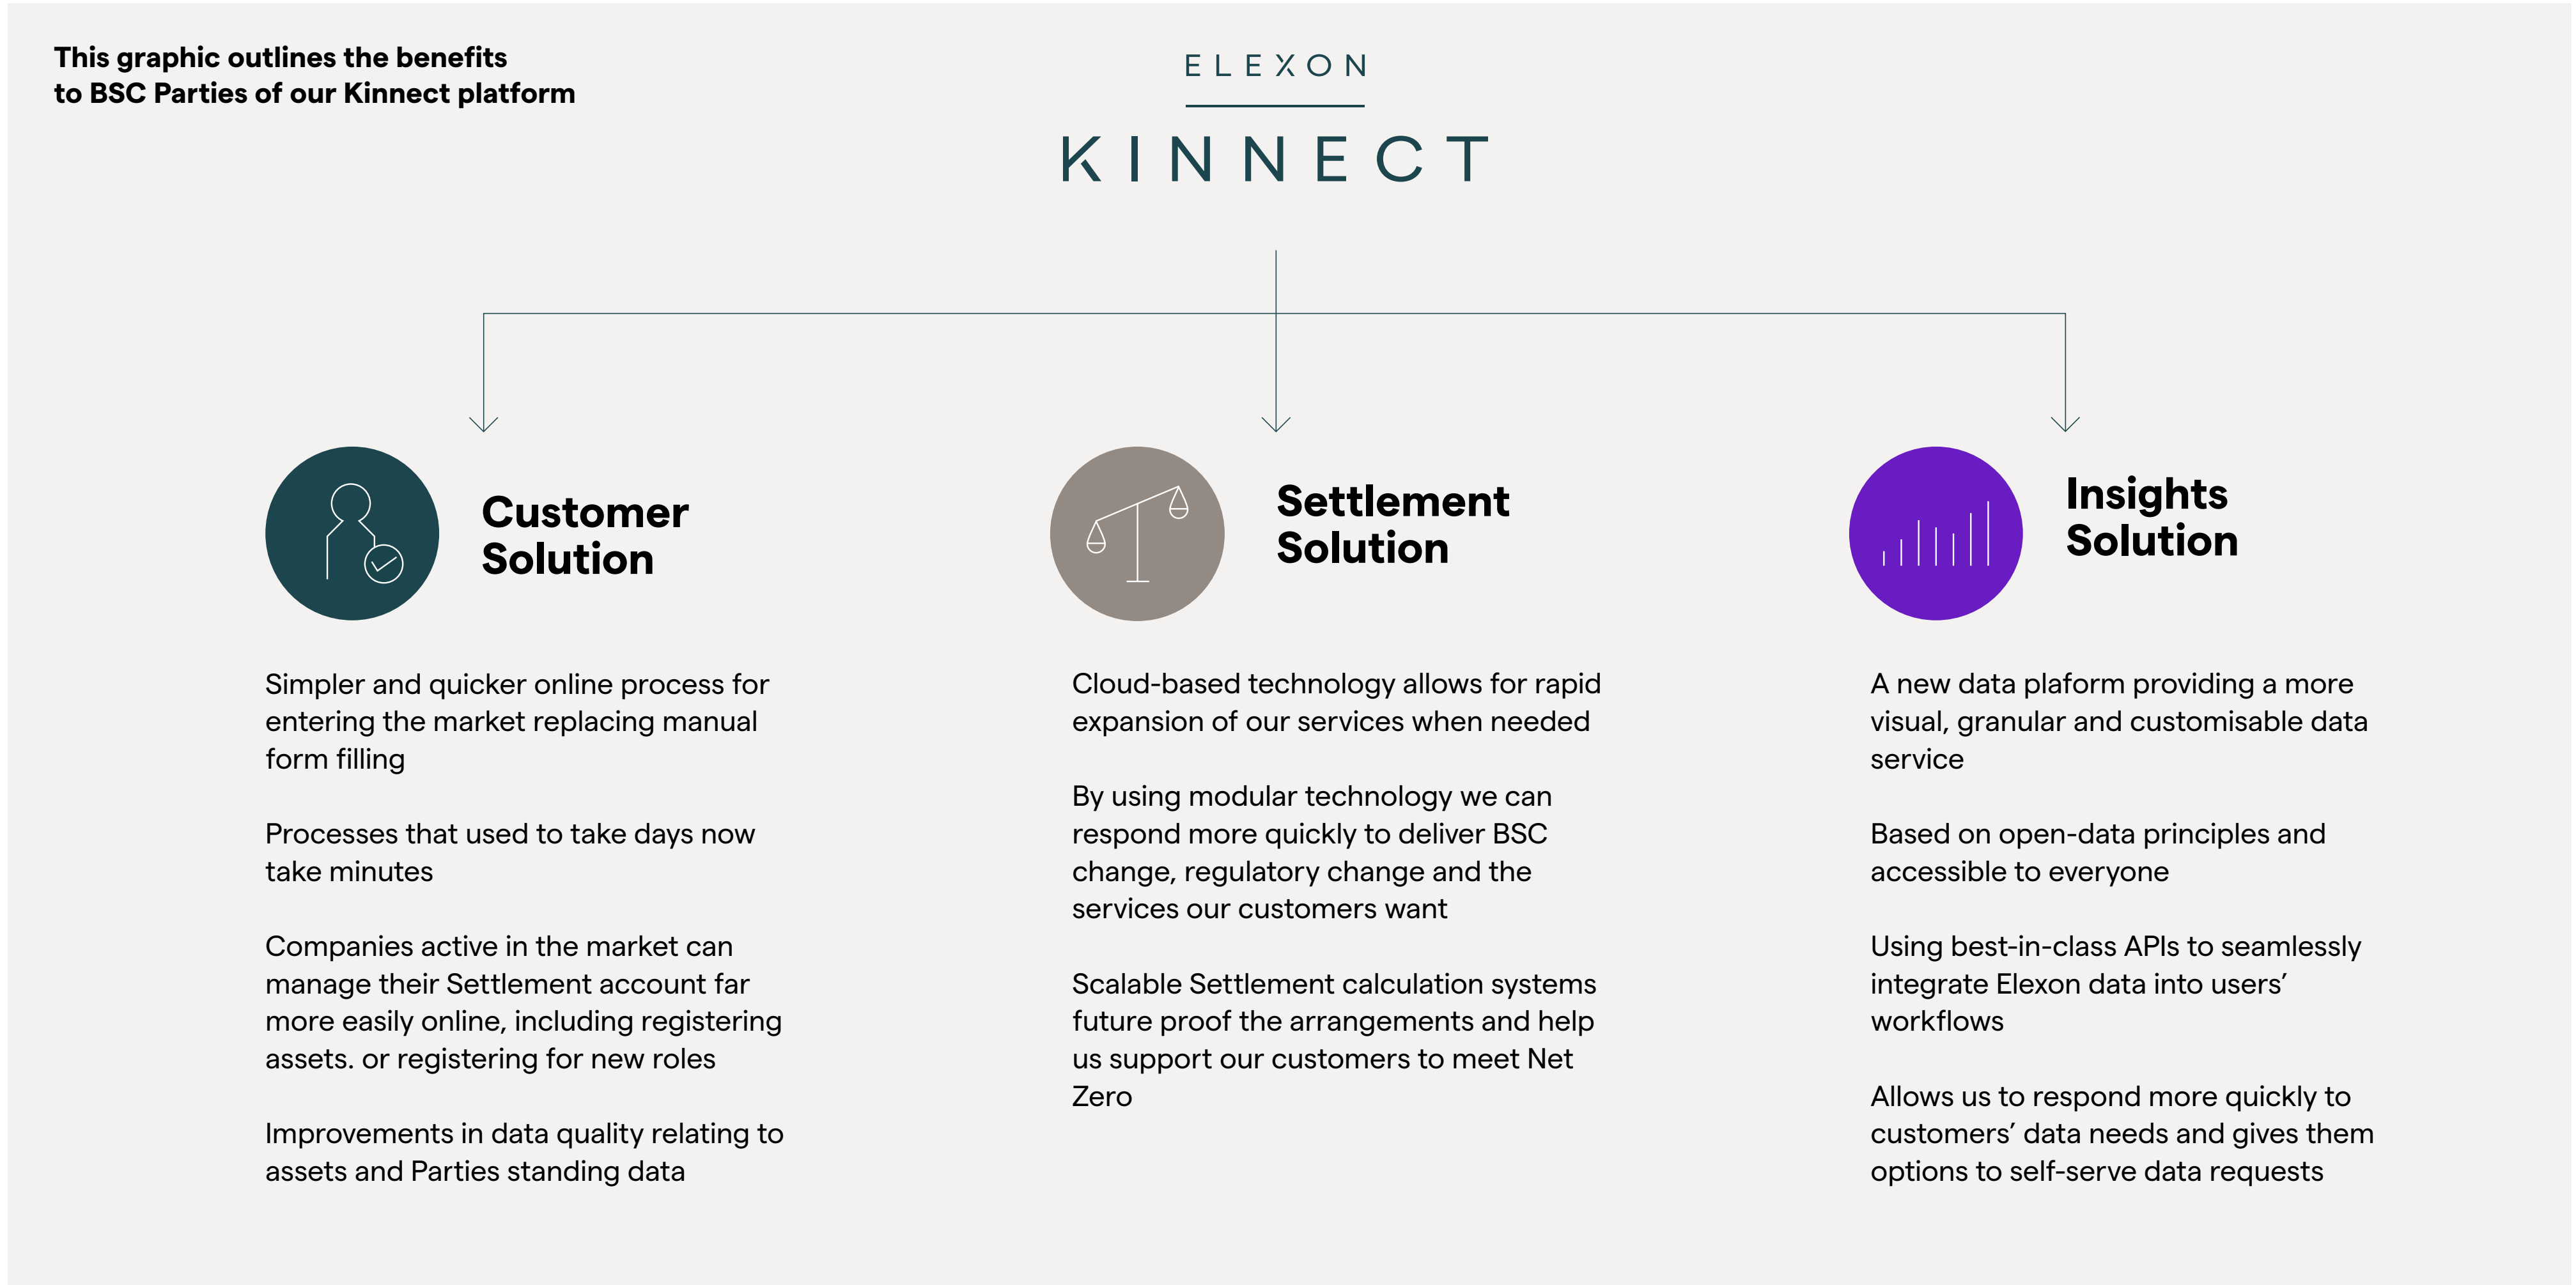 This graphic outlines the benefits
to BSC Parties of our Kinnect platform
ELEXON
KINNECT
Customer
Solution
Simpler and quicker online process for
entering the market replacing manual
form filling
Processes that used to take days now
take minutes
Companies active in the market can
manage their Settlement account far
more easily online, including registering
assets. or registering for new roles
Improvements in data quality relating to
assets and Parties standing data
Settlement
Solution
Cloud-based technology allows for rapid
expansion of our services when needed
By using modular technology we can
respond more quickly to deliver BSC
change, regulatory change and the
services our customers want
Scalable Settlement calculation systems
future proof the arrangements and help
us support our customers to meet Net
Zero
Insights
Solution
A new data plaform providing a more
visual, granular and customisable data
service
Based on open-data principles and
accessible to everyone
Using best-in-class APIs to seamlessly
integrate Elexon data into users’
workflows
Allows us to respond more quickly to
customers’ data needs and gives them
options to self-serve data requests